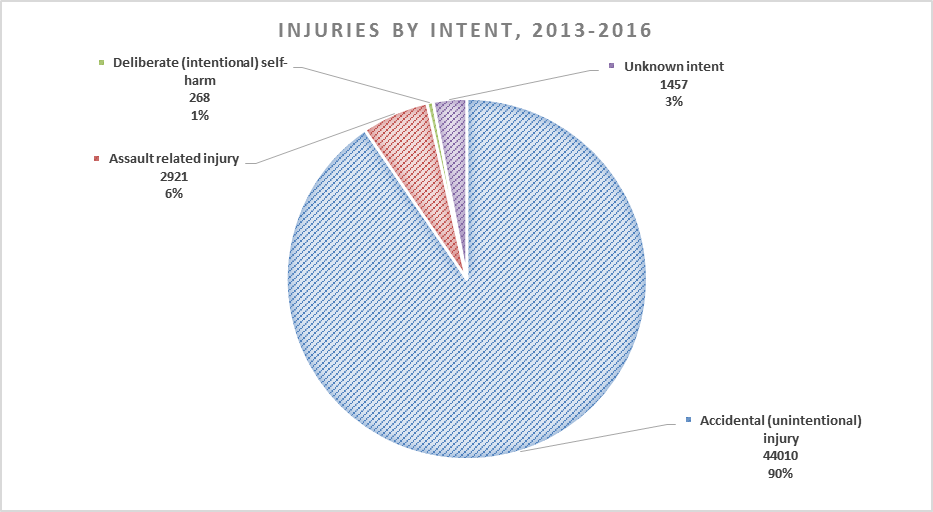 INJURIES BY INTENT, 2013-2016
Deliberate (intentional) self-
harm
268
1%
Unknown intent
1457
3%
Assault related injury
2921
6%
Accidental (unintentional)
injury
44010
90%